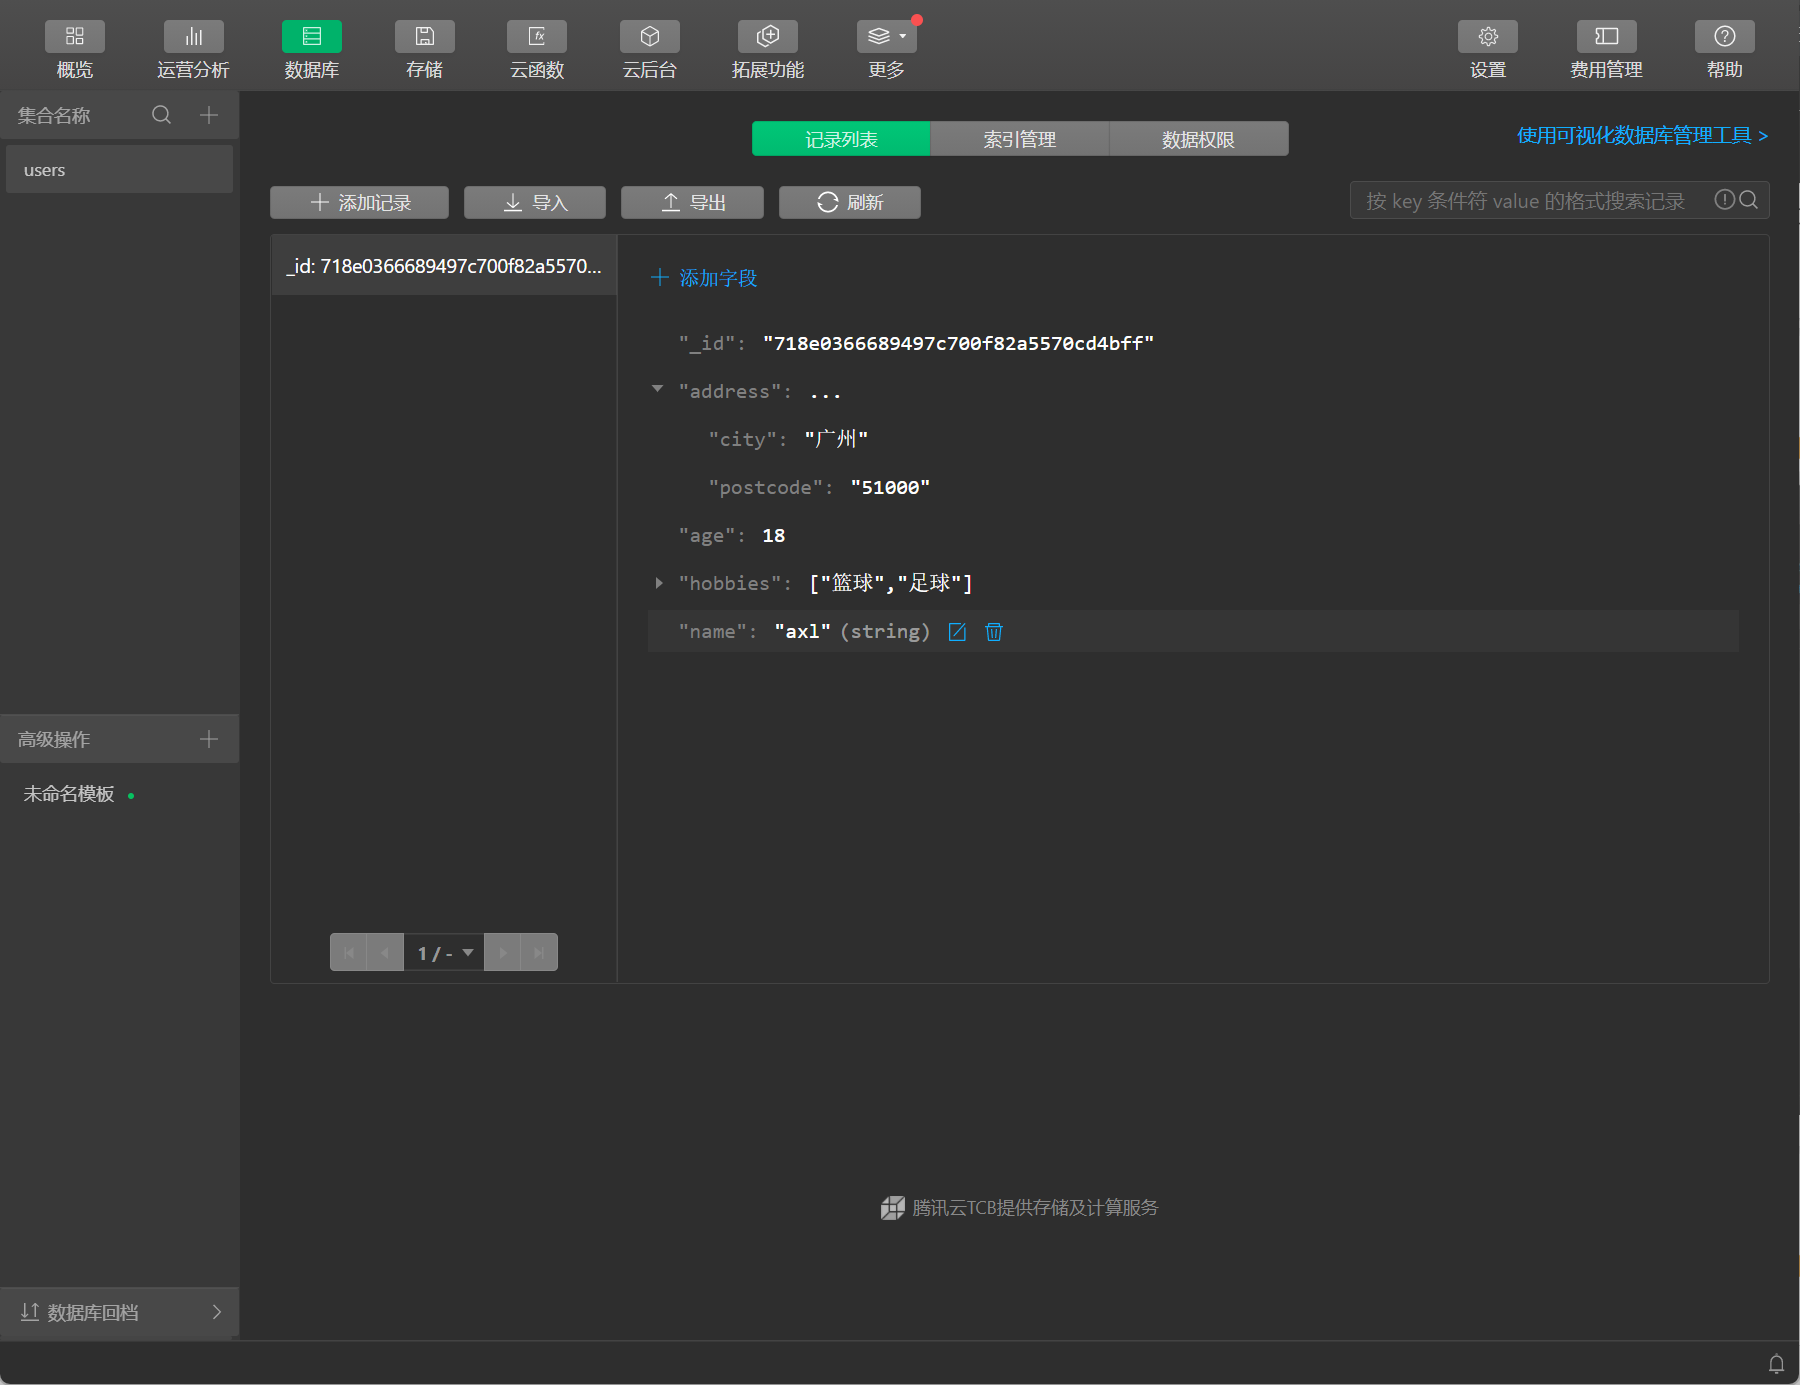 概览 运营分析 数据库 存储 云函数 云后台 拓展功能 更多 设置 费用管理 帮助
集合名称
users
记录列表 索引管理 数据权限
使用可视化数据库管理工具 >
添加记录 导入 导出 刷新
按 key 条件符 value 的格式搜索记录
_id: 718e0366689497c700f82a5570...
添加字段
"_id": "718e0366689497c700f82a5570cd4bff"
"address": ...
"city": "广州"
"postcode": "51000"
"age": 18
"hobbies": ["篮球","足球"]
"name": "axl" (string)
高级操作
未命名模板
1 / -
腾讯云TCB提供存储及计算服务
数据库回档